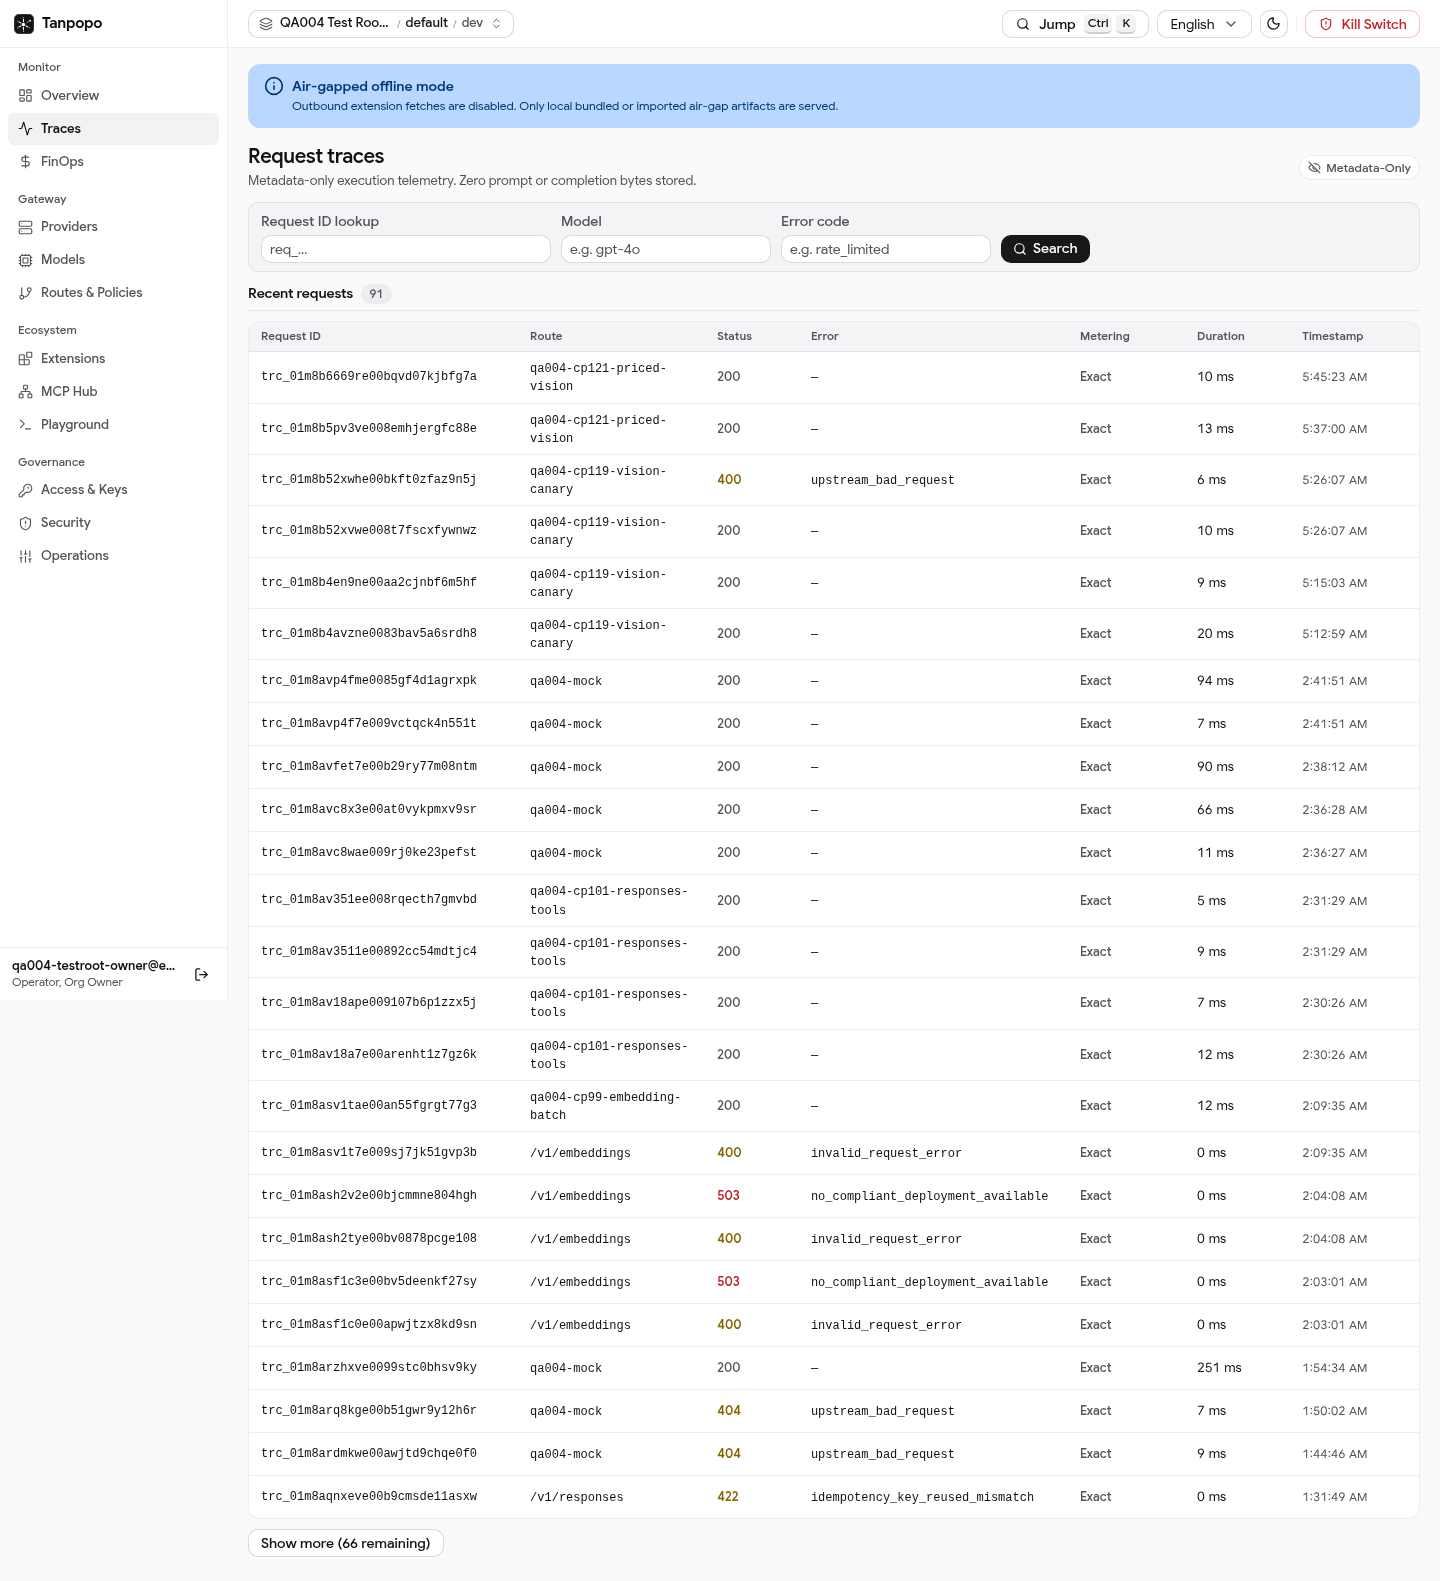 Tanpopo
QA004 Test Roo... / default / dev
Jump Ctrl K
English
Kill Switch
Monitor
Overview
Traces
FinOps
Gateway
Providers
Models
Routes & Policies
Ecosystem
Extensions
MCP Hub
Playground
Governance
Access & Keys
Security
Operations
qa004-testroot-owner@e...
Operator, Org Owner
Air-gapped offline mode
Outbound extension fetches are disabled. Only local bundled or imported air-gap artifacts are served.
Request traces
Metadata-only execution telemetry. Zero prompt or completion bytes stored.
Metadata-Only
Request ID lookup Model Error code
req_... e.g. gpt-4o e.g. rate_limited Search
Recent requests 91
Request ID Route Status Error Metering Duration Timestamp
trc_01m8b6669re00bqvd07kjbfg7a qa004-cp121-priced-vision 200 — Exact 10 ms 5:45:23 AM
trc_01m8b5pv3ve008emhjergfc88e qa004-cp121-priced-vision 200 — Exact 13 ms 5:37:00 AM
trc_01m8b52xwhe00bkft0zfaz9n5j qa004-cp119-vision-canary 400 upstream_bad_request Exact 6 ms 5:26:07 AM
trc_01m8b52xvwe008t7fscxfywnwz qa004-cp119-vision-canary 200 — Exact 10 ms 5:26:07 AM
trc_01m8b4en9ne00aa2cjnbf6m5hf qa004-cp119-vision-canary 200 — Exact 9 ms 5:15:03 AM
trc_01m8b4avzne0083bav5a6srdh8 qa004-cp119-vision-canary 200 — Exact 20 ms 5:12:59 AM
trc_01m8avp4fme0085gf4d1agrxpk qa004-mock 200 — Exact 94 ms 2:41:51 AM
trc_01m8avp4f7e009vctqck4n551t qa004-mock 200 — Exact 7 ms 2:41:51 AM
trc_01m8avfet7e00b29ry77m08ntm qa004-mock 200 — Exact 90 ms 2:38:12 AM
trc_01m8avc8x3e00at0vykpmxv9sr qa004-mock 200 — Exact 66 ms 2:36:28 AM
trc_01m8avc8wae009rj0ke23pefst qa004-mock 200 — Exact 11 ms 2:36:27 AM
trc_01m8av351ee008rqecth7gmvbd qa004-cp101-responses-tools 200 — Exact 5 ms 2:31:29 AM
trc_01m8av3511e00892cc54mdtjc4 qa004-cp101-responses-tools 200 — Exact 9 ms 2:31:29 AM
trc_01m8av18ape009107b6p1zzx5j qa004-cp101-responses-tools 200 — Exact 7 ms 2:30:26 AM
trc_01m8av18a7e00arenht1z7gz6k qa004-cp101-responses-tools 200 — Exact 12 ms 2:30:26 AM
trc_01m8asv1tae00an55fgrgt77g3 qa004-cp99-embedding-batch 200 — Exact 12 ms 2:09:35 AM
trc_01m8asv1t7e009sj7jk51gvp3b /v1/embeddings 400 invalid_request_error Exact 0 ms 2:09:35 AM
trc_01m8ash2v2e00bjcmmne804hgh /v1/embeddings 503 no_compliant_deployment_available Exact 0 ms 2:04:08 AM
trc_01m8ash2tye00bv0878pcge108 /v1/embeddings 400 invalid_request_error Exact 0 ms 2:04:08 AM
trc_01m8asf1c3e00bv5deenkf27sy /v1/embeddings 503 no_compliant_deployment_available Exact 0 ms 2:03:01 AM
trc_01m8asf1c0e00apwjtzx8kd9sn /v1/embeddings 400 invalid_request_error Exact 0 ms 2:03:01 AM
trc_01m8arzhxve0099stc0bhsv9ky qa004-mock 200 — Exact 251 ms 1:54:34 AM
trc_01m8arq8kge00b51gwr9y12h6r qa004-mock 404 upstream_bad_request Exact 7 ms 1:50:02 AM
trc_01m8ardmkwe00awjtd9chqe0f0 qa004-mock 404 upstream_bad_request Exact 9 ms 1:44:46 AM
trc_01m8aqnxeve00b9cmsde11asxw /v1/responses 422 idempotency_key_reused_mismatch Exact 0 ms 1:31:49 AM
Show more (66 remaining)